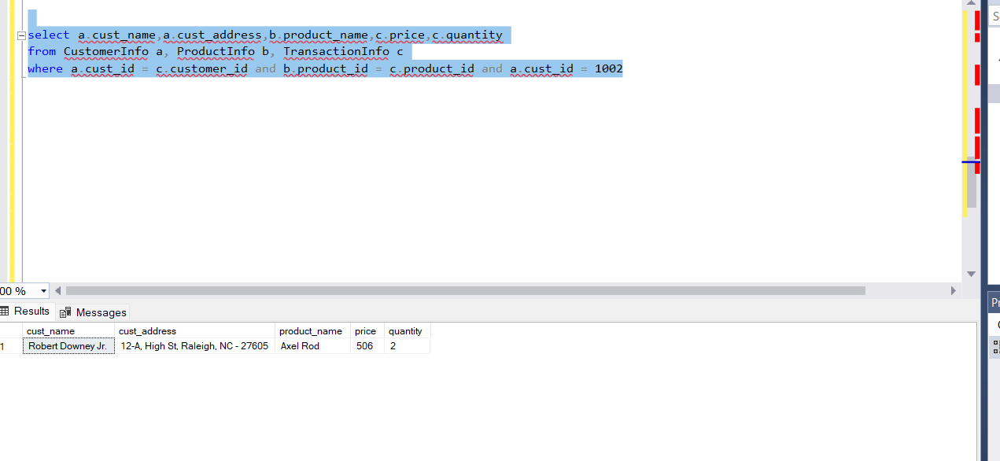 S
select a.cust_name,a.cust_address,b.product_name,c.price,c.quantity
from CustomerInfo a, ProductInfo b, TransactionInfo c
where a.cust_id = c.customer_id and b.product_id = c.product_id and a.cust_id = 1002
00 %
Pr
Results Messages
cust_name cust_address product_name price quantity
1 Robert Downey Jr. 12-A, High St, Raleigh, NC - 27605 Axel Rod 506 2